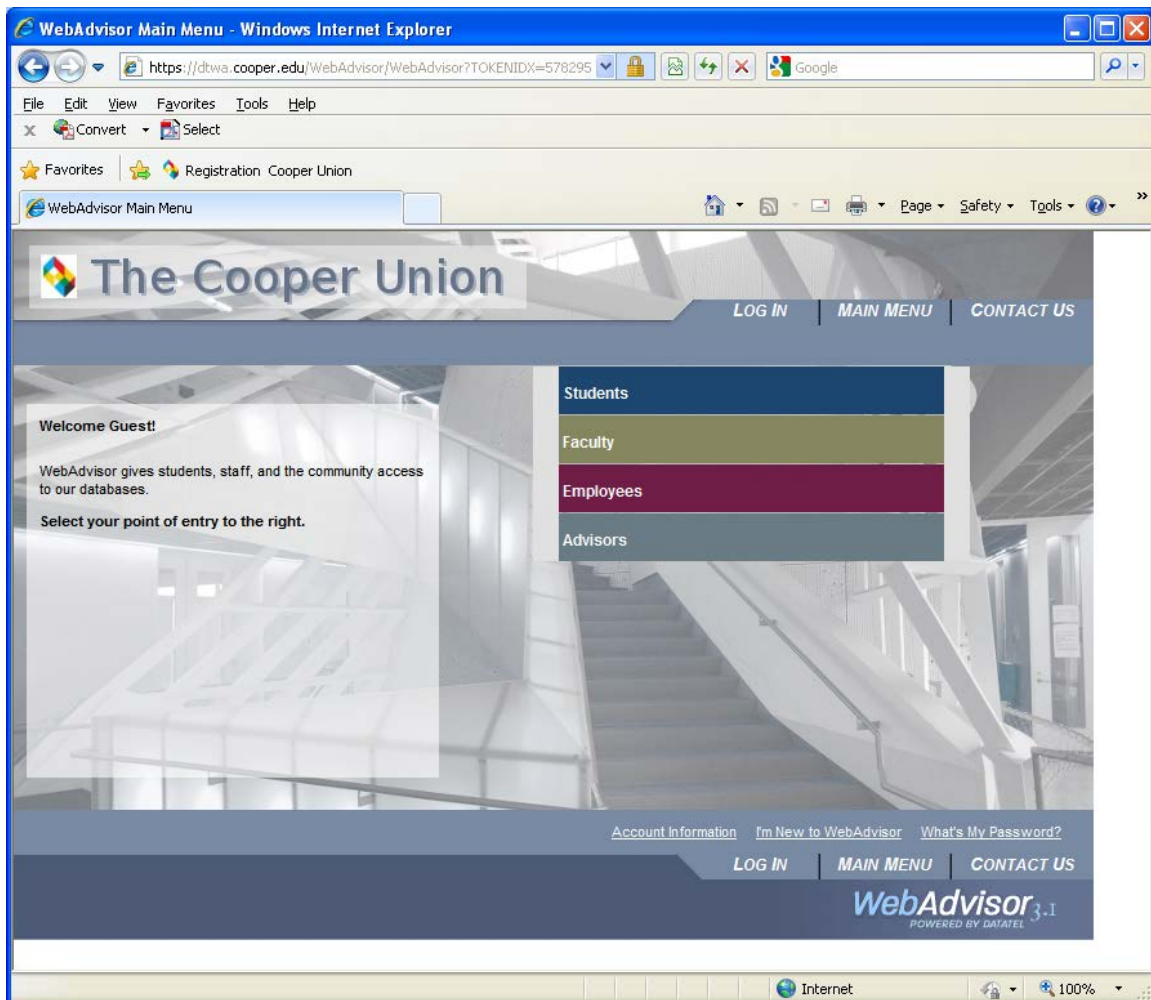 WebAdvisor Main Menu - Windows Internet Explorer
https://dtwa.cooper.edu/WebAdvisor/WebAdvisor?TOKENIDX=578295 Google
File Edit View Favorites Tools Help
x Convert Select
Favorites Registration Cooper Union
WebAdvisor Main Menu Page Safety Tools »
The Cooper Union
LOG IN MAIN MENU CONTACT US
Students
Welcome Guest!
Faculty
WebAdvisor gives students, staff, and the community access
to our databases.
Employees
Select your point of entry to the right.
Advisors
Account Information I'm New to WebAdvisor What's My Password?
LOG IN MAIN MENU CONTACT US
WebAdvisor 3.1
POWERED BY DATATEL
Internet 100%